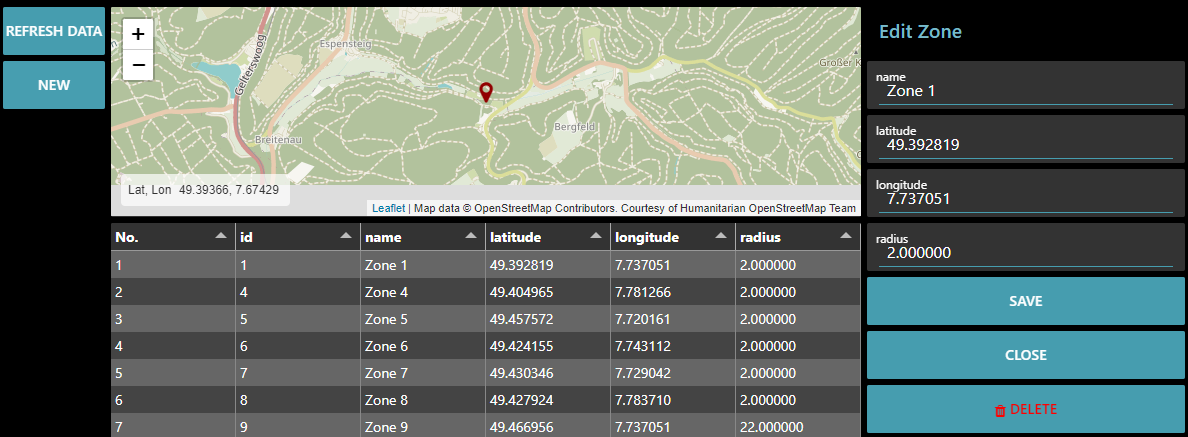 REFRESH DATA
NEW
+
−
Espensteig
Gelterswoog
Breitenau
Bergfeld
Großer K
Lat, Lon 49.39366, 7.67429
Leaflet | Map data © OpenStreetMap Contributors. Courtesy of Humanitarian OpenStreetMap Team
No. id name latitude longitude radius
1 1 Zone 1 49.392819 7.737051 2.000000
2 4 Zone 4 49.404965 7.781266 2.000000
3 5 Zone 5 49.457572 7.720161 2.000000
4 6 Zone 6 49.424155 7.743112 2.000000
5 7 Zone 7 49.430346 7.729042 2.000000
6 8 Zone 8 49.427924 7.783710 2.000000
7 9 Zone 9 49.466956 7.737051 22.000000
Edit Zone
name
Zone 1
latitude
49.392819
longitude
7.737051
radius
2.000000
SAVE
CLOSE
DELETE